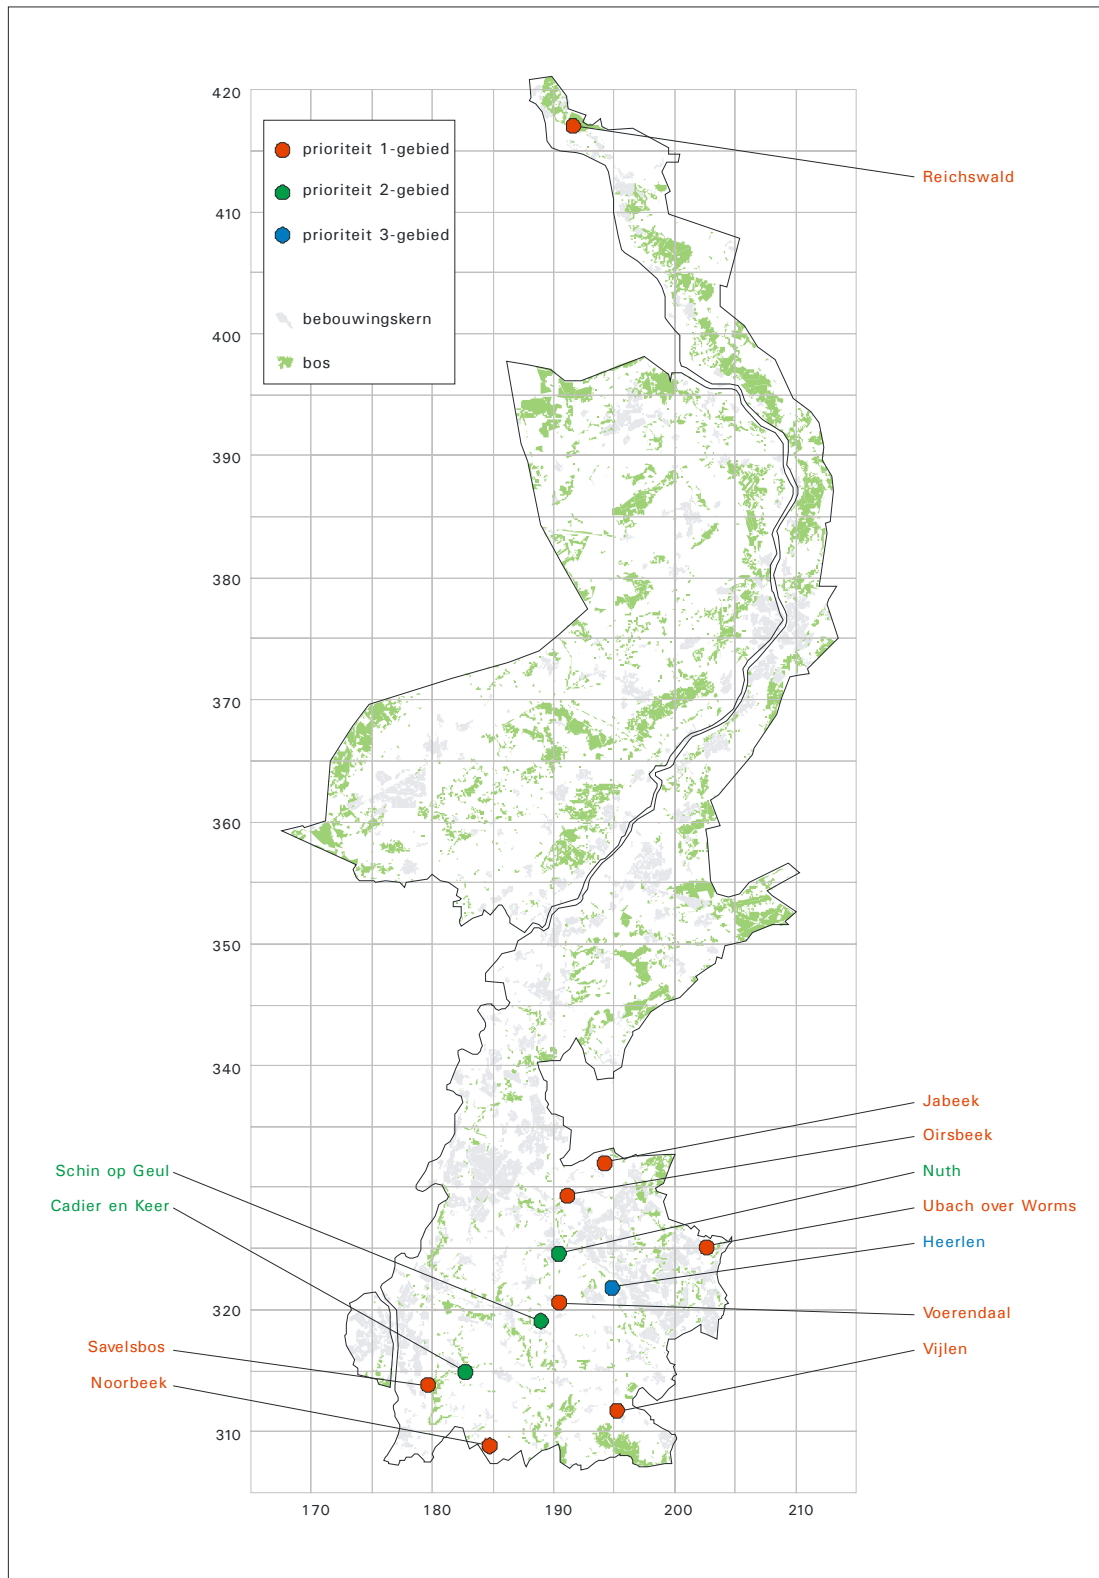 420
prioriteit 1-gebied
prioriteit 2-gebied
prioriteit 3-gebied
bebouwingskern
bos
Reichswald
410
400
390
380
370
360
350
340
Jabeek
Oirsbeek
Schin op Geul
Nuth
Cadier en Keer
Ubach over Worms
Heerlen
320
Voerendaal
Savelsbos
Vijlen
Noorbeek
310
170 180 190 200 210